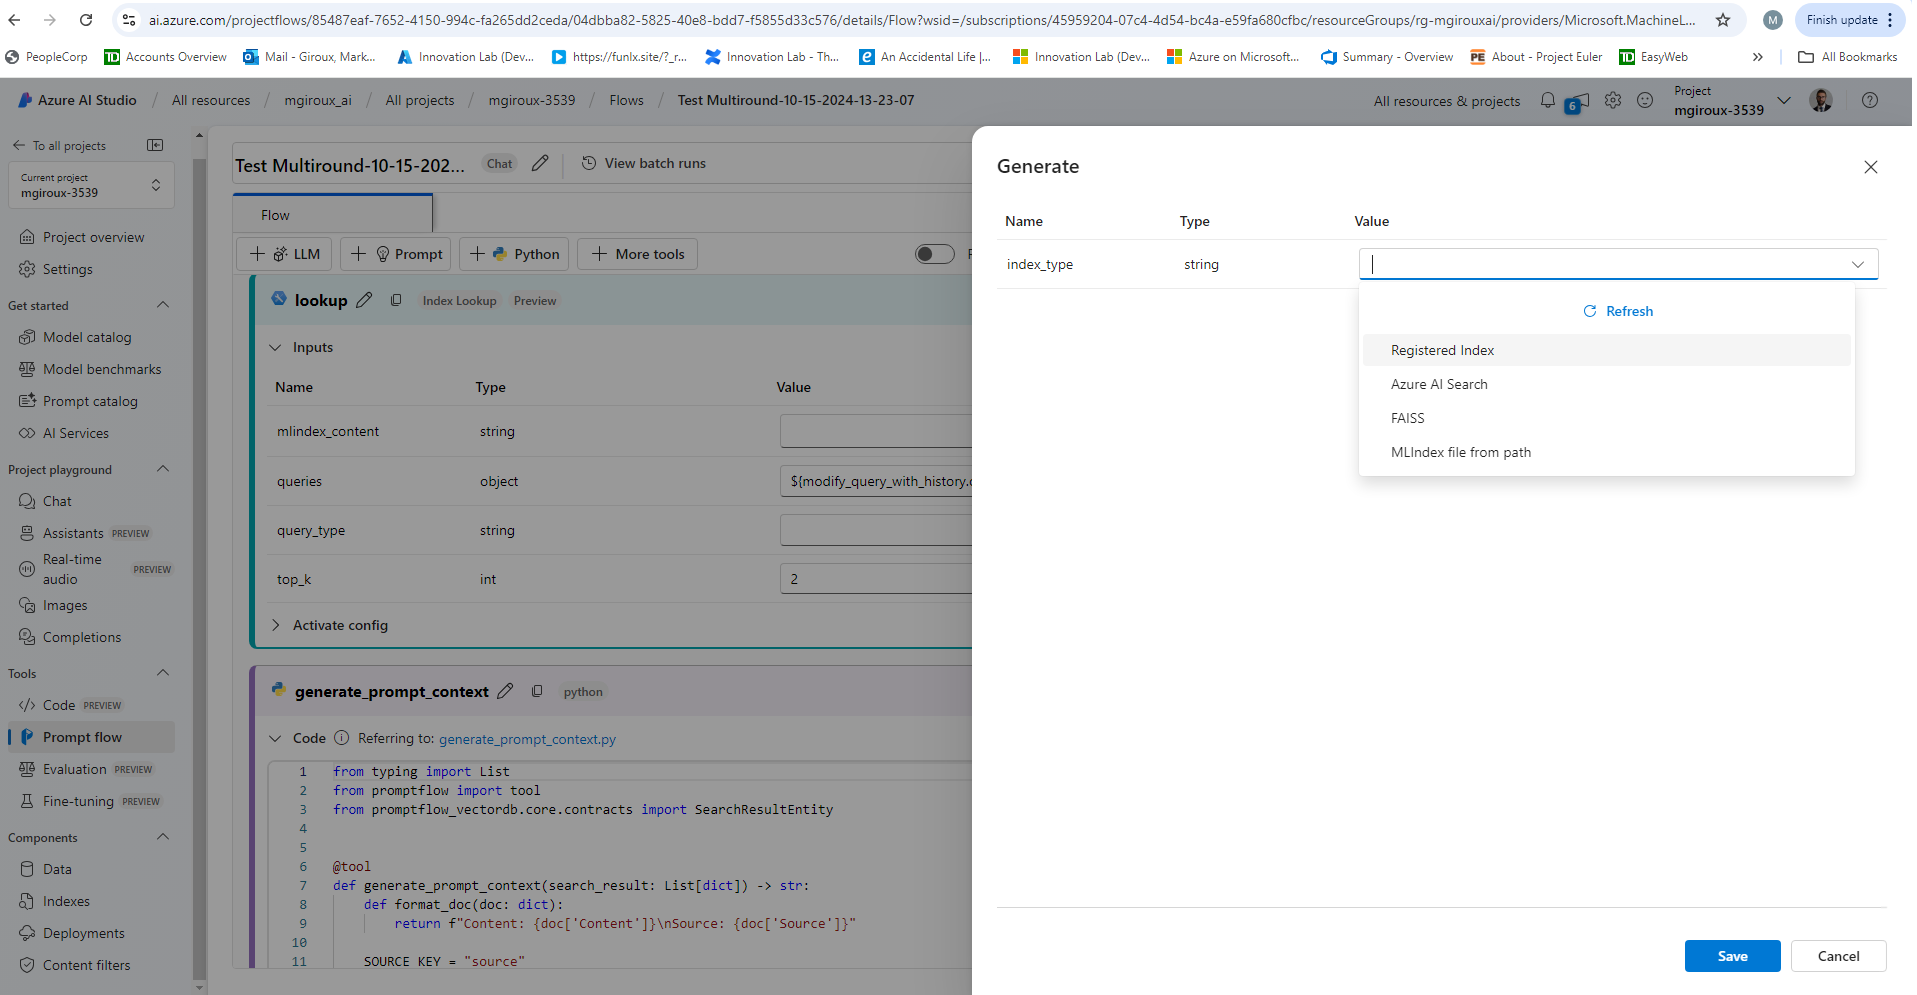 ai.azure.com/projectflows/85487eaf-7652-4150-994c-fa265dd2ceda/04dbba82-5825-40e8-bdd7-f5855d33c576/details/Flow?wsid=/subscriptions/45959204-07c4-4d54-bc4a-e59fa680cfbc/resourceGroups/rg-mgirouxai/providers/Microsoft.MachineL...
M
Finish update
PeopleCorp
TD Accounts Overview
Mail - Giroux, Mark...
Innovation Lab (Dev...
https://funlx.site/?_r...
Innovation Lab - Th...
An Accidental Life |...
Innovation Lab (Dev...
Azure on Microsoft...
Summary - Overview
PE About - Project Euler
TD EasyWeb
»
All Bookmarks
Azure AI Studio / All resources / mgiroux_ai / All projects / mgiroux-3539 / Flows / Test Multiround-10-15-2024-13-23-07
All resources & projects
6
Project
mgiroux-3539
To all projects
Current project
mgiroux-3539
Project overview
Settings
Get started
Model catalog
Model benchmarks
Prompt catalog
AI Services
Project playground
Chat
Assistants PREVIEW
Real-time audio PREVIEW
Images
Completions
Tools
Code PREVIEW
Prompt flow
Evaluation PREVIEW
Fine-tuning PREVIEW
Components
Data
Indexes
Deployments
Content filters
Test Multiround-10-15-202... Chat
View batch runs
Flow
+ LLM
+ Prompt
+ Python
+ More tools
lookup
Index Lookup
Preview
Inputs
Name Type Value
mlindex_content string
queries object ${modify_query_with_history.
query_type string
top_k int 2
Activate config
generate_prompt_context
python
Code Referring to: generate_prompt_context.py
1 from typing import List
2 from promptflow import tool
3 from promptflow_vectordb.core.contracts import SearchResultEntity
4
5
6 @tool
7 def generate_prompt_context(search_result: List[dict]) -> str:
8 def format_doc(doc: dict):
9 return f"Content: {doc['Content']}\nSource: {doc['Source']}"
10
11 SOURCE_KEY = "source"
Generate
Name Type Value
index_type string
Refresh
Registered Index
Azure AI Search
FAISS
MLIndex file from path
Save
Cancel